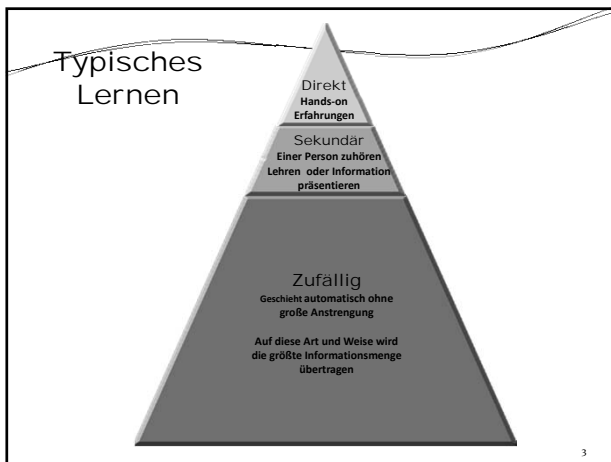 Typisches
Lernen
Direkt
Hands-on
Erfahrungen
Sekundär
Einer Person zuhören
Lehren oder Information
präsentieren
Zufällig
Geschieht automatisch ohne
große Anstrengung
Auf diese Art und Weise wird
die größte Informationsmenge
übertragen
3